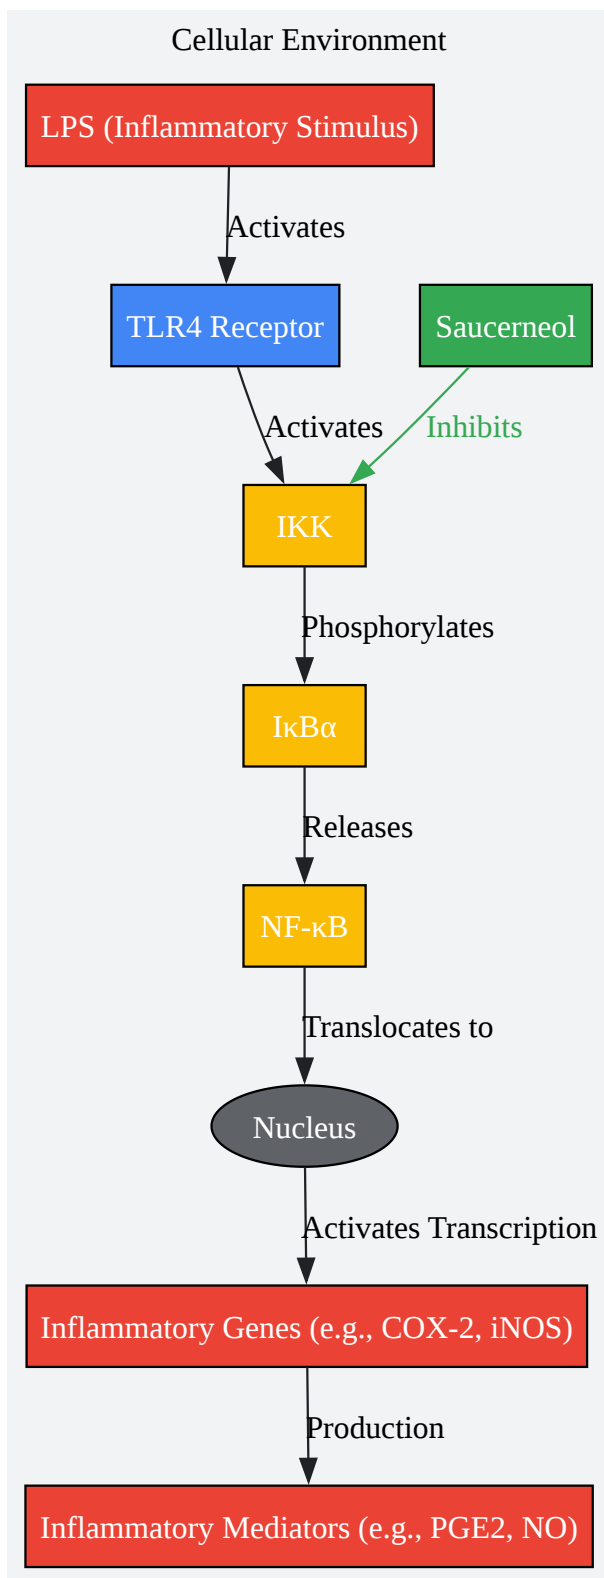 Cellular Environment
LPS (Inflammatory Stimulus)
Activates
TLR4 Receptor
Saucerneol
Activates
Inhibits
IKK
Phosphorylates
IκBα
Releases
NF-κB
Translocates to
Nucleus
Activates Transcription
Inflammatory Genes (e.g., COX-2, iNOS)
Production
Inflammatory Mediators (e.g., PGE2, NO)